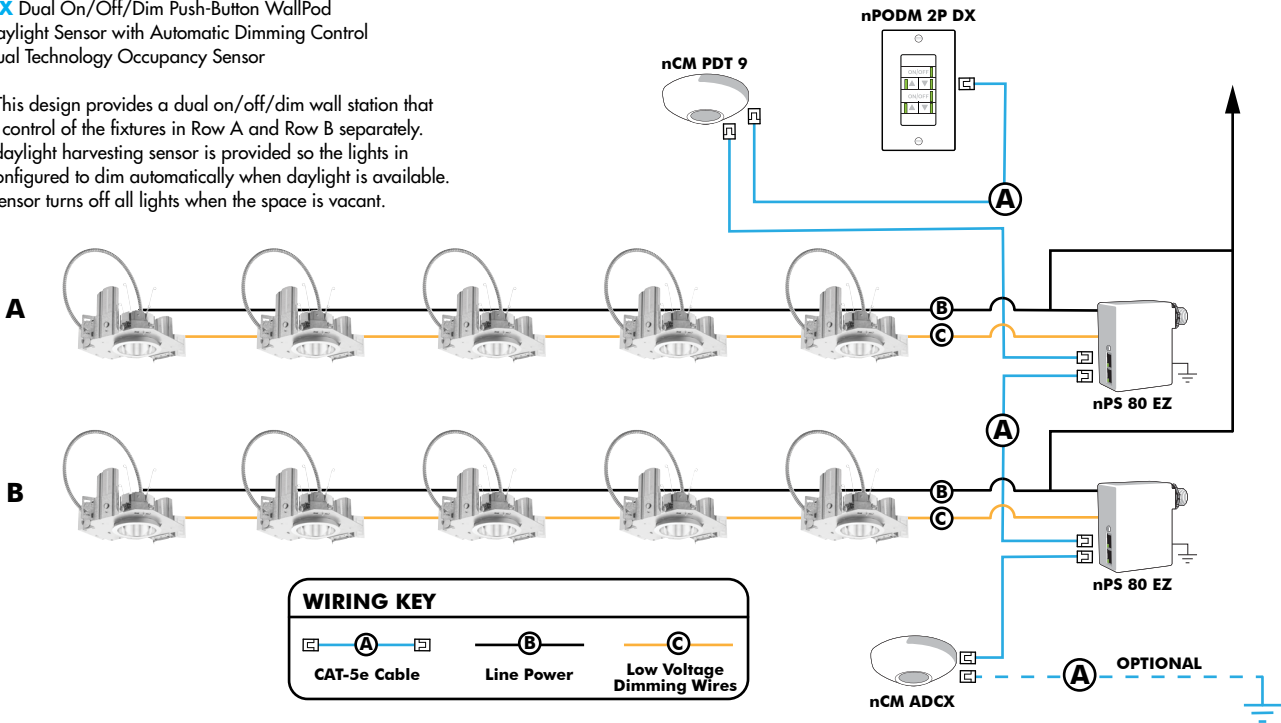 X Dual On/Off/Dim Push-Button WallPod
aylight Sensor with Automatic Dimming Control
ual Technology Occupancy Sensor
This design provides a dual on/off/dim wall station that
control of the fixtures in Row A and Row B separately.
daylight harvesting sensor is provided so the lights in
onfigured to dim automatically when daylight is available.
ensor turns off all lights when the space is vacant.
nPODM 2P DX
nCM PDT 9
ON/OFF
ON/OFF
A
A
B
C
nPS 80 EZ
A
B
B
C
nPS 80 EZ
WIRING KEY
A
B
C
CAT-5e Cable
Line Power
Low Voltage
Dimming Wires
nCM ADCX
A
OPTIONAL